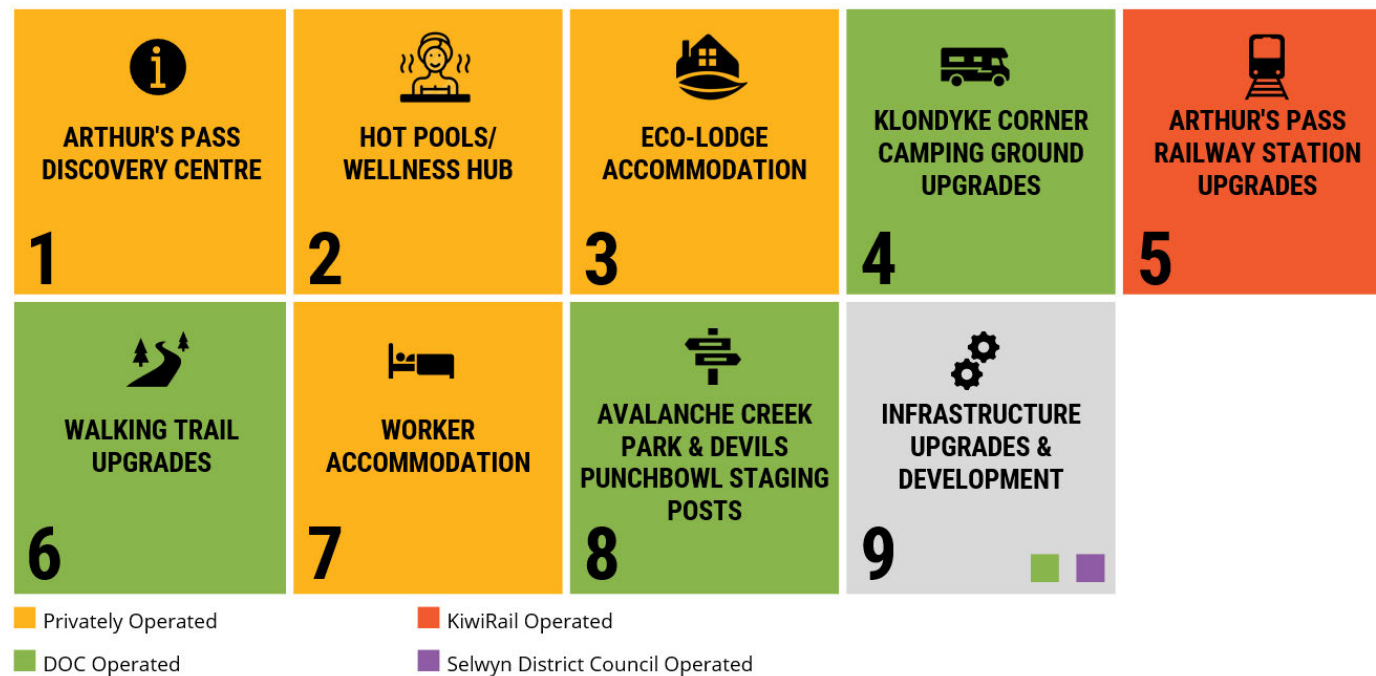 ARTHUR'S PASS
DISCOVERY CENTRE
1
HOT POOLS/
WELLNESS HUB
2
ECO-LODGE
ACCOMMODATION
3
KLONDYKE CORNER
CAMPING GROUND
UPGRADES
4
ARTHUR'S PASS
RAILWAY STATION
UPGRADES
5
WALKING TRAIL
UPGRADES
6
WORKER
ACCOMMODATION
7
AVALANCHE CREEK
PARK & DEVILS
PUNCHBOWL STAGING
POSTS
8
INFRASTRUCTURE
UPGRADES &
DEVELOPMENT
9
Privately Operated
KiwiRail Operated
DOC Operated
Selwyn District Council Operated